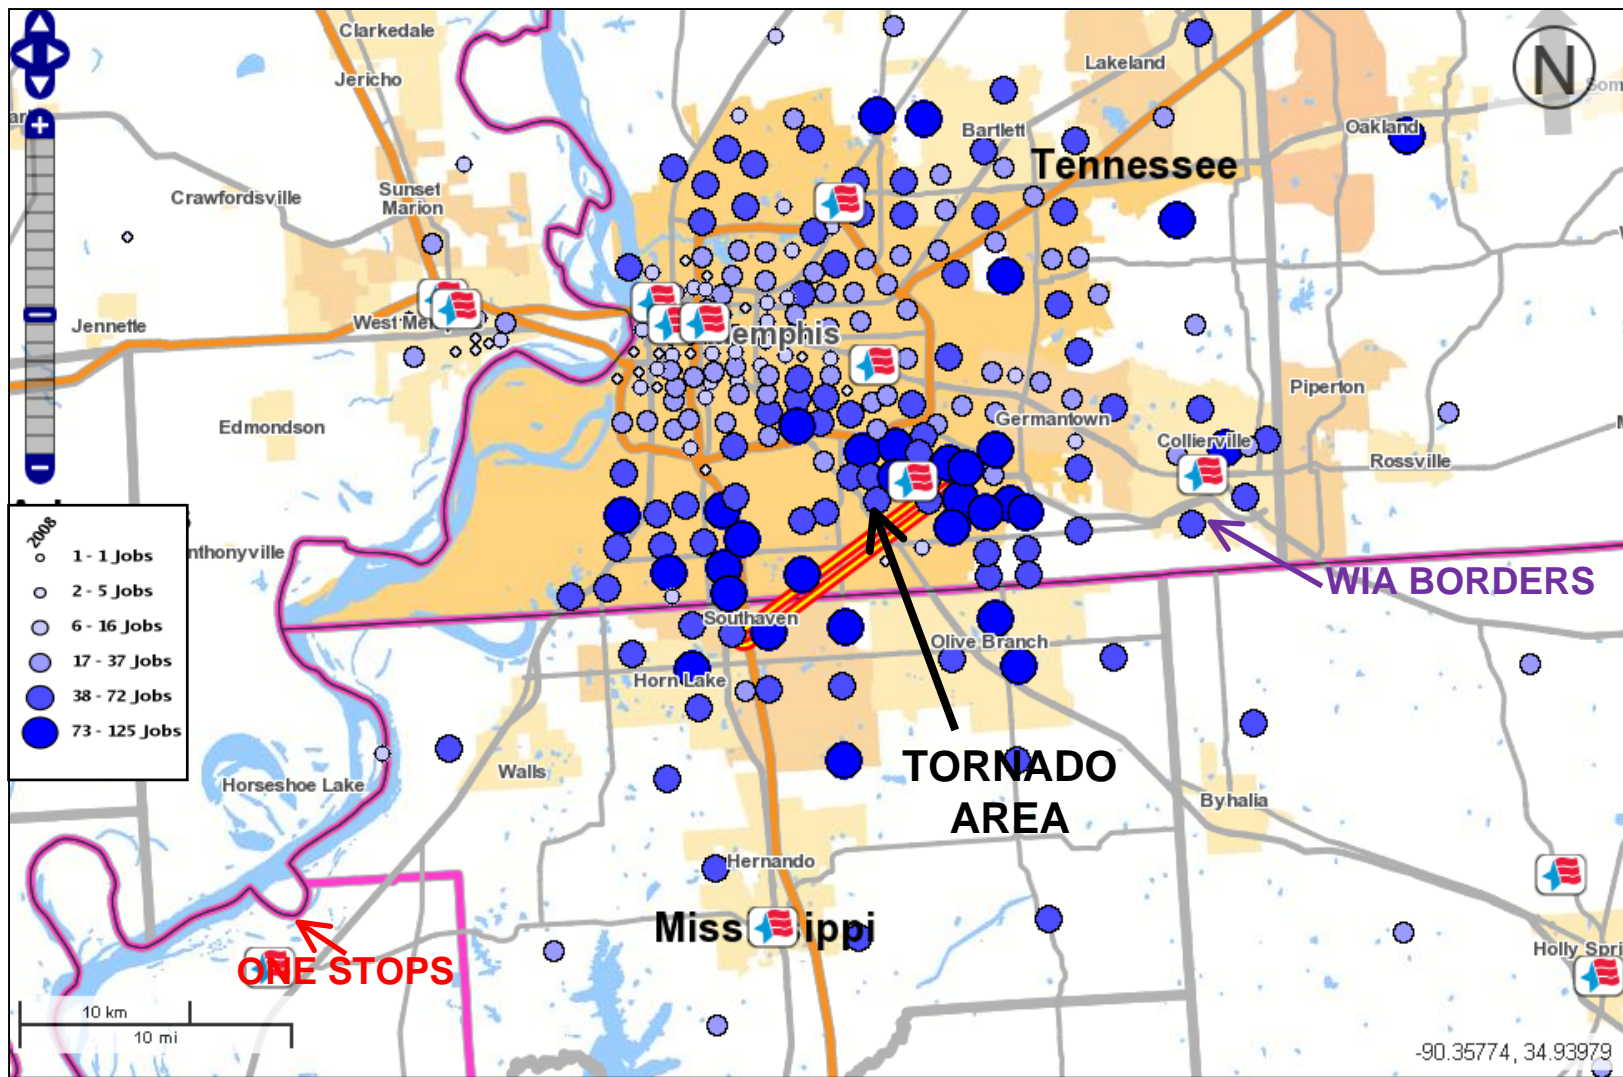 Clarkedale
Jericho
Lakeland
N
Bartlett
Oakland
Tennessee
Crawfordsville
Sunset
Marion
Jennette
West
Memphis
Piperton
Edmondson
Germantown
Collierville
Rossville
2008
1 - 1 Jobs
2 - 5 Jobs
6 - 16 Jobs
17 - 37 Jobs
38 - 72 Jobs
73 - 125 Jobs
nthonyville
WIA BORDERS
Southaven
Olive Branch
Horn Lake
TORNADO
AREA
Walls
Horseshoe Lake
Byhalia
Hernando
Miss ippi
Holly Spri
ONE STOPS
10 km
10 mi
-90.35774, 34.93979